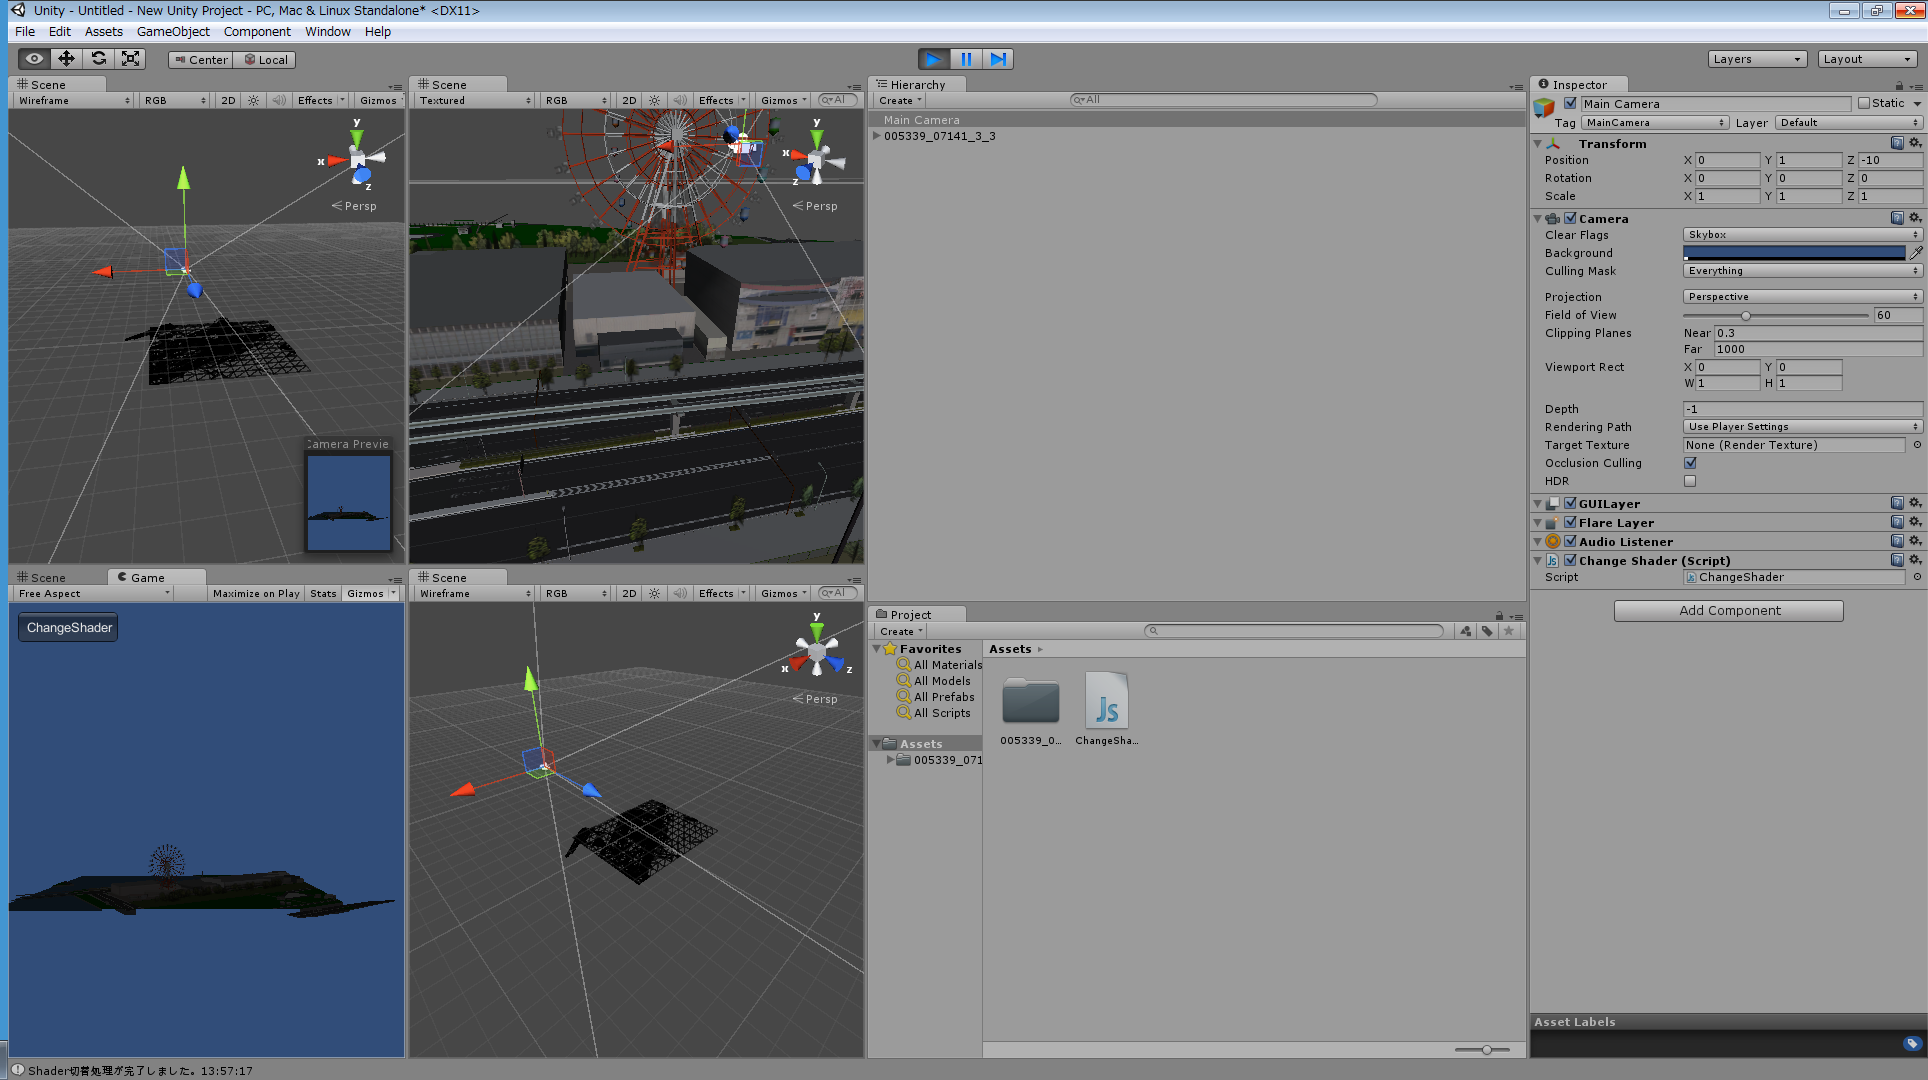 Unity - Untitled - New Unity Project - PC, Mac & Linux Standalone* <DX11>
File Edit Assets GameObject Component Window Help
Center Local
Layers Layout
Scene
Wireframe RGB 2D Effects Gizmos
y
x
z
Persp
Camera Previe
Scene
Textured RGB 2D Effects Gizmos All
y
x
z
Persp
Scene Game
Free Aspect Maximize on Play Stats Gizmos
ChangeShader
Scene
Wireframe RGB 2D Effects Gizmos All
y
x z
Persp
Hierarchy
Create All
Main Camera
005339_07141_3_3
Project
Create
Favorites
All Materials
All Models
All Prefabs
All Scripts
Assets
005339_071
Assets
005339_0...
Js
ChangeSha...
Inspector
Main Camera Static
Tag MainCamera Layer Default
Transform
Position X 0 Y 1 Z -10
Rotation X 0 Y 0 Z 0
Scale X 1 Y 1 Z 1
Camera
Clear Flags Skybox
Background
Culling Mask Everything
Projection Perspective
Field of View 60
Clipping Planes Near 0.3
Far 1000
Viewport Rect X 0 Y 0
W 1 H 1
Depth -1
Rendering Path Use Player Settings
Target Texture None (Render Texture)
Occlusion Culling
HDR
GUILayer
Flare Layer
Audio Listener
Change Shader (Script)
Script ChangeShader
Add Component
Asset Labels
Shader切替処理が完了しました。13:57:17